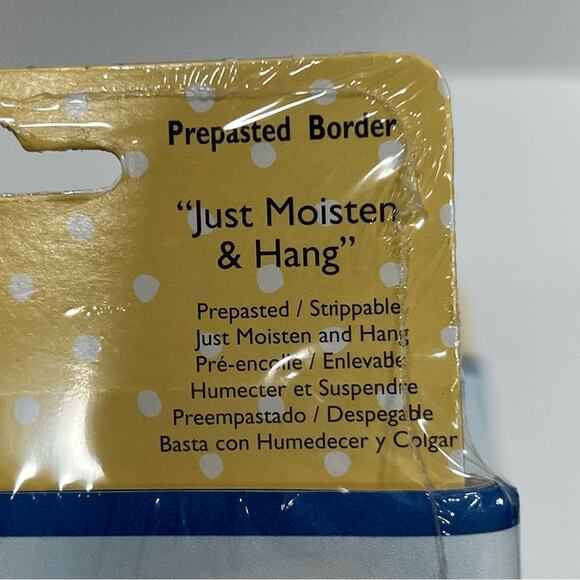 Prepasted Border
“Just Moisten
& Hang”
Prepasted / Strippable
Just Moisten and Hang
Pré-encolie / Enlevable
Humecter et Suspendre
Preempastado / Despegable
Basta con Humedecer y Colgar